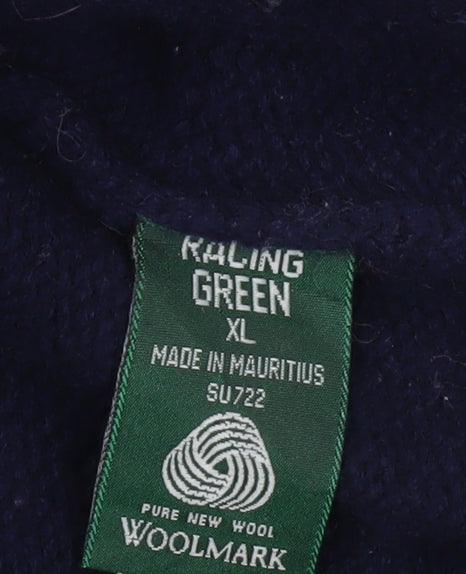 RACING
GREEN
XL
MADE IN MAURITIUS
SU722
PURE NEW WOOL
WOOLMARK